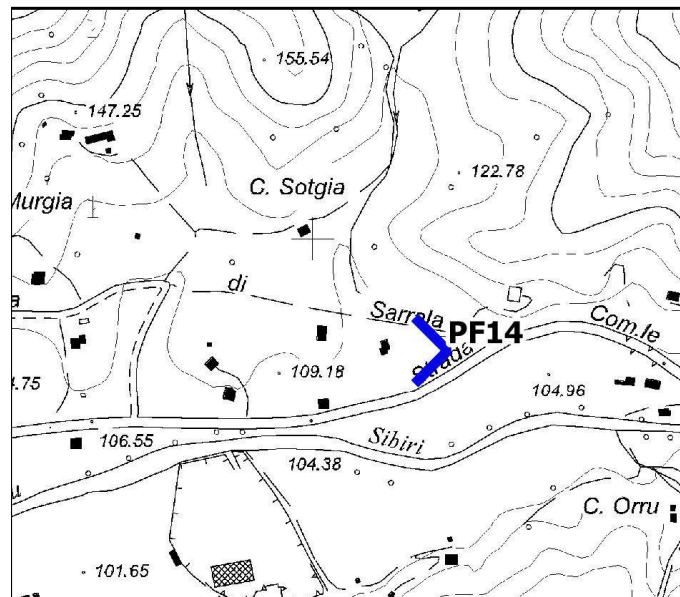 155.54
147.25
122.78
C. Sotgia
Murgia
di
a
Sarrala
Com.le
PF14
Strada
109.18
4.75
104.96
106.55
Sibiri
104.38
u
C. Orru
101.65